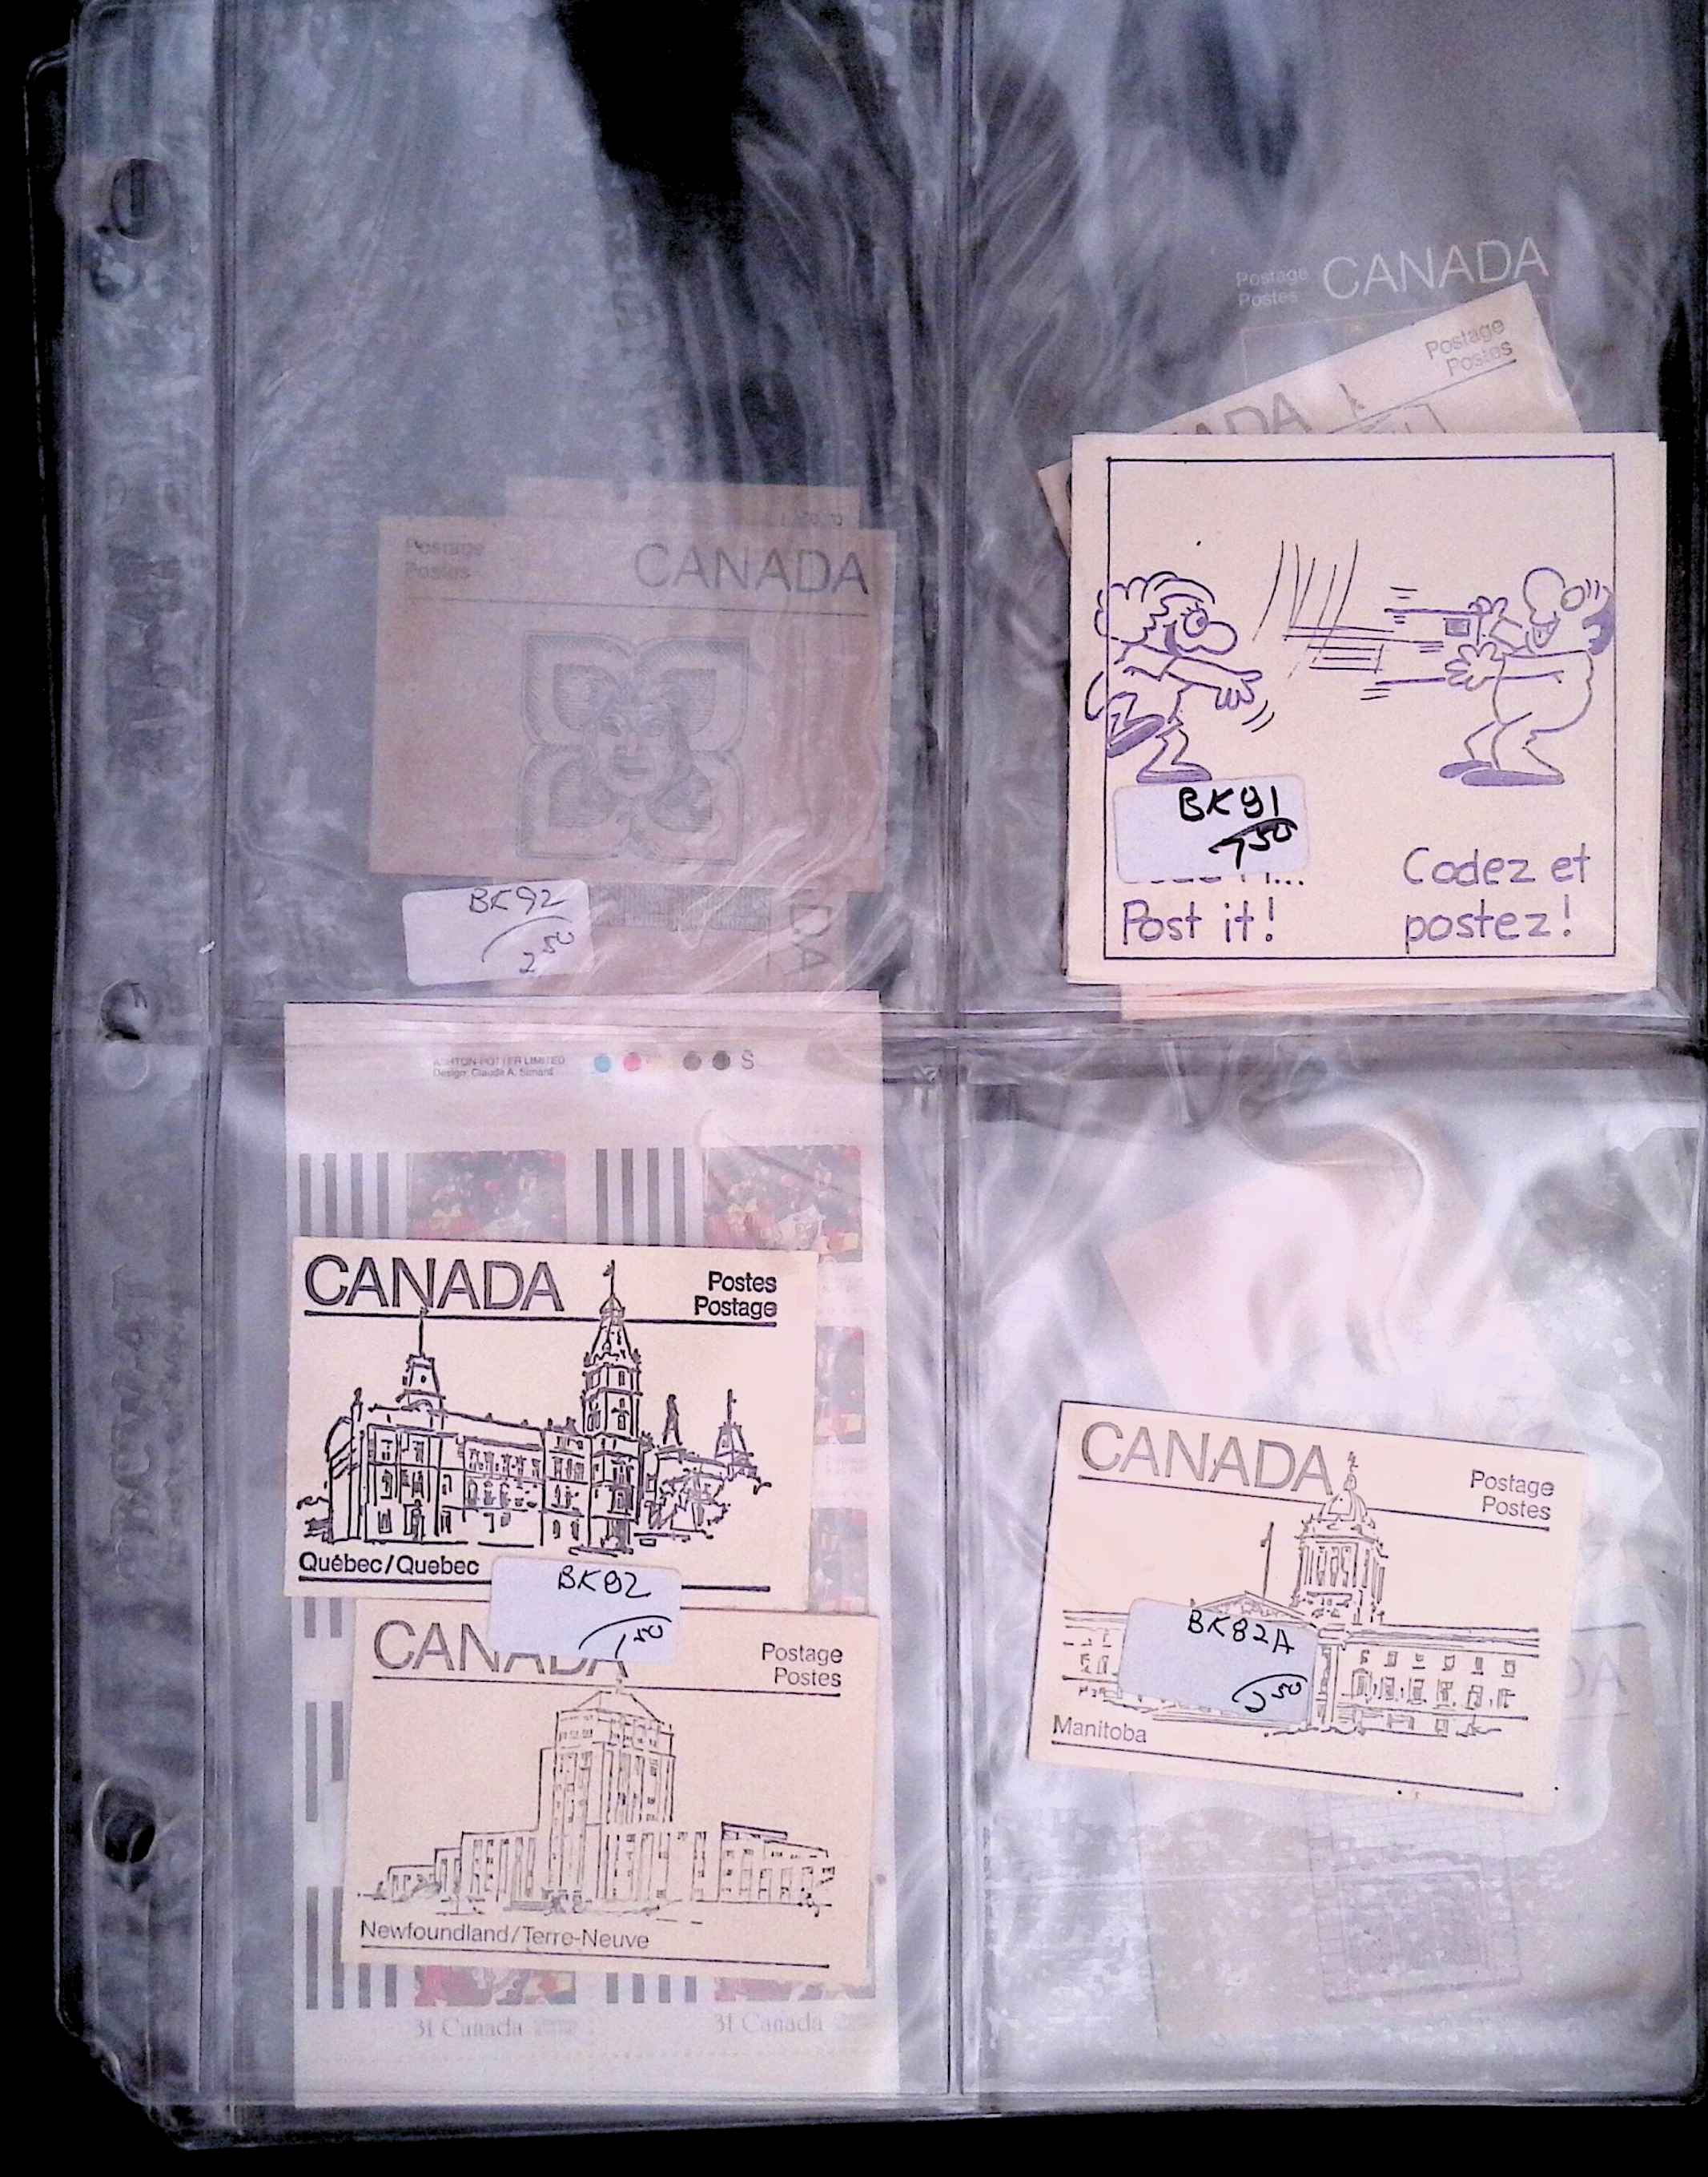 Postage CANADA
Postes
Postage
Postes
ADA
Postage CANADA
Postes
BK92
2 50
DA
BK91
7 50
Post it!
Codez et
postez!
ASHTON-POTTER LIMITED
Design: Claude A. Simard
S
CANADA
Postes
Postage
Québec/Quebec
BK82
1 50
CANADA
Postage
Postes
Newfoundland/Terre-Neuve
31 Canada
31 Canada
CANADA
Postage
Postes
BK82A
Manitoba